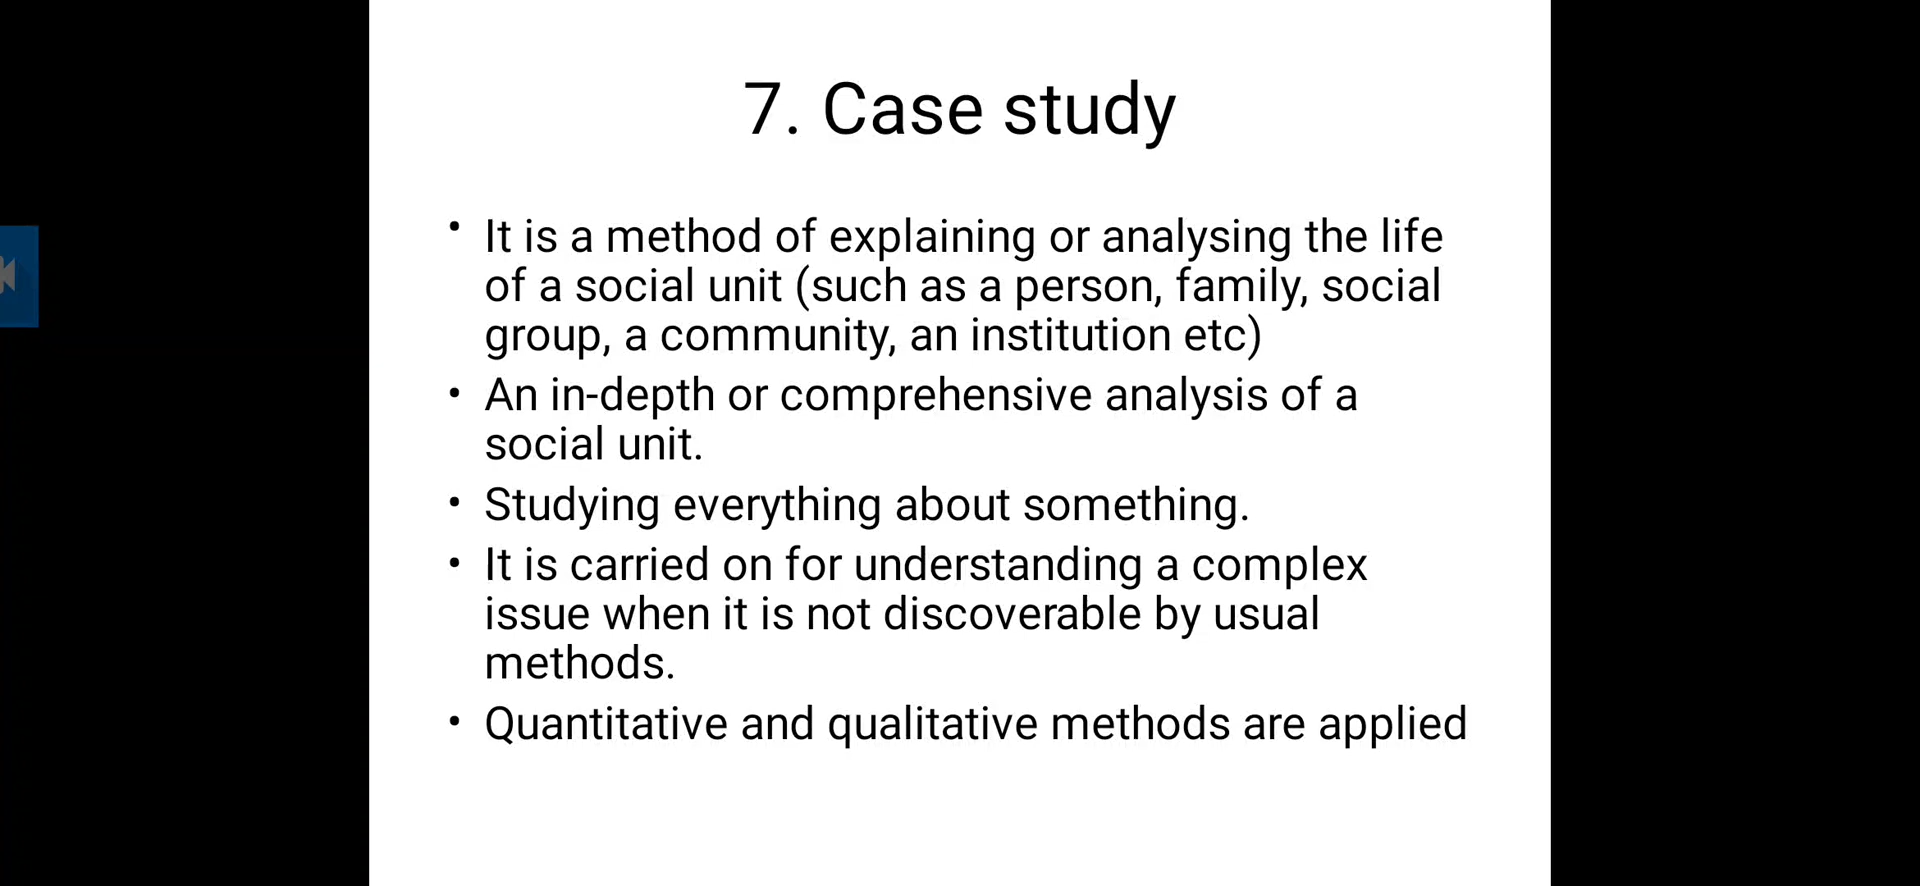 7. Case study
• It is a method of explaining or analysing the life
of a social unit (such as a person, family, social
group, a community, an institution etc)
• An in-depth or comprehensive analysis of a
social unit.
• Studying everything about something.
• It is carried on for understanding a complex
issue when it is not discoverable by usual
methods.
• Quantitative and qualitative methods are applied